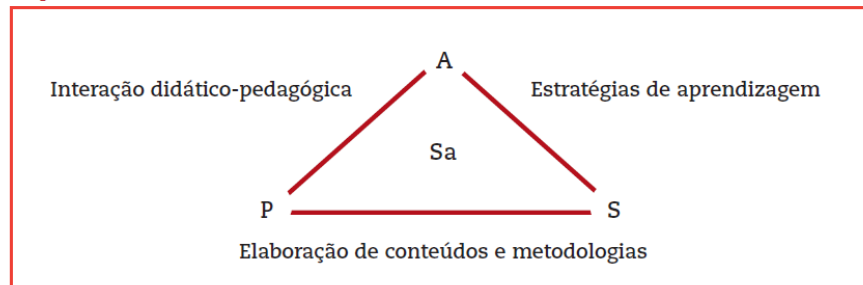 A
Interação didático-pedagógica
Estratégias de aprendizagem
Sa
P
S
Elaboração de conteúdos e metodologias